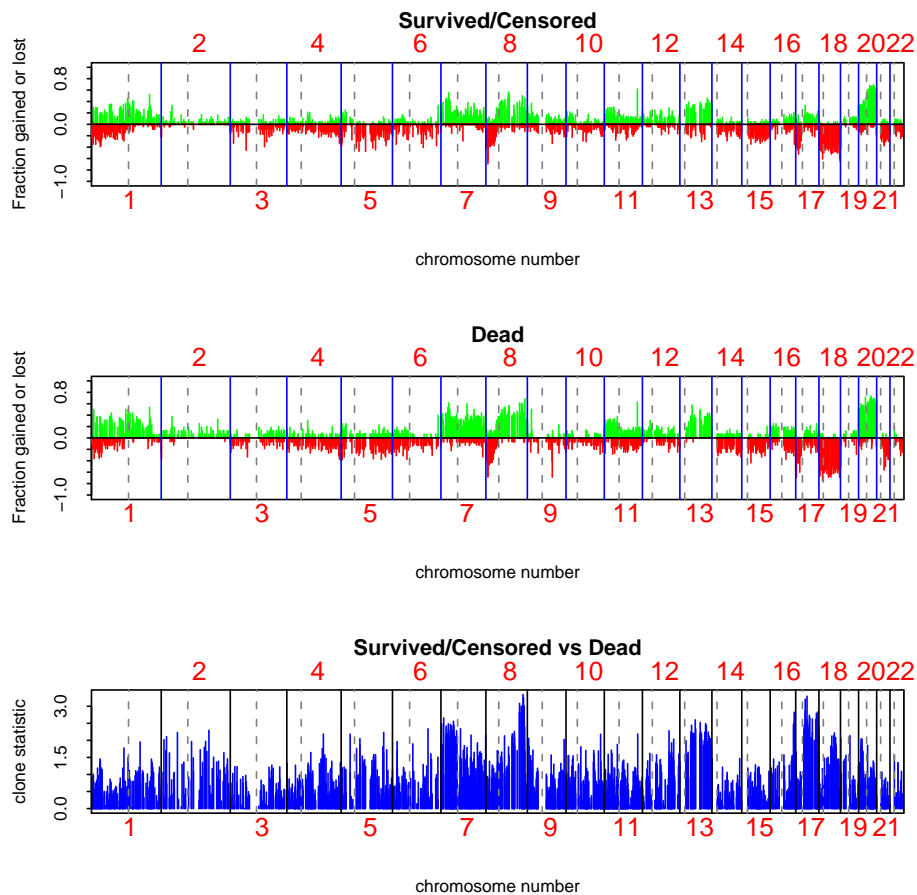 Survived/Censored
2 4 6 8 10 12 14 16 18 20 22
Fraction gained or lost
0.8
0.0
−1.0
1 3 5 7 9 11 13 15 17 19 21
chromosome number
Dead
2 4 6 8 10 12 14 16 18 20 22
Fraction gained or lost
0.8
0.0
−1.0
1 3 5 7 9 11 13 15 17 19 21
chromosome number
Survived/Censored vs Dead
2 4 6 8 10 12 14 16 18 20 22
clone statistic
3.0
1.5
0.0
1 3 5 7 9 11 13 15 17 19 21
chromosome number